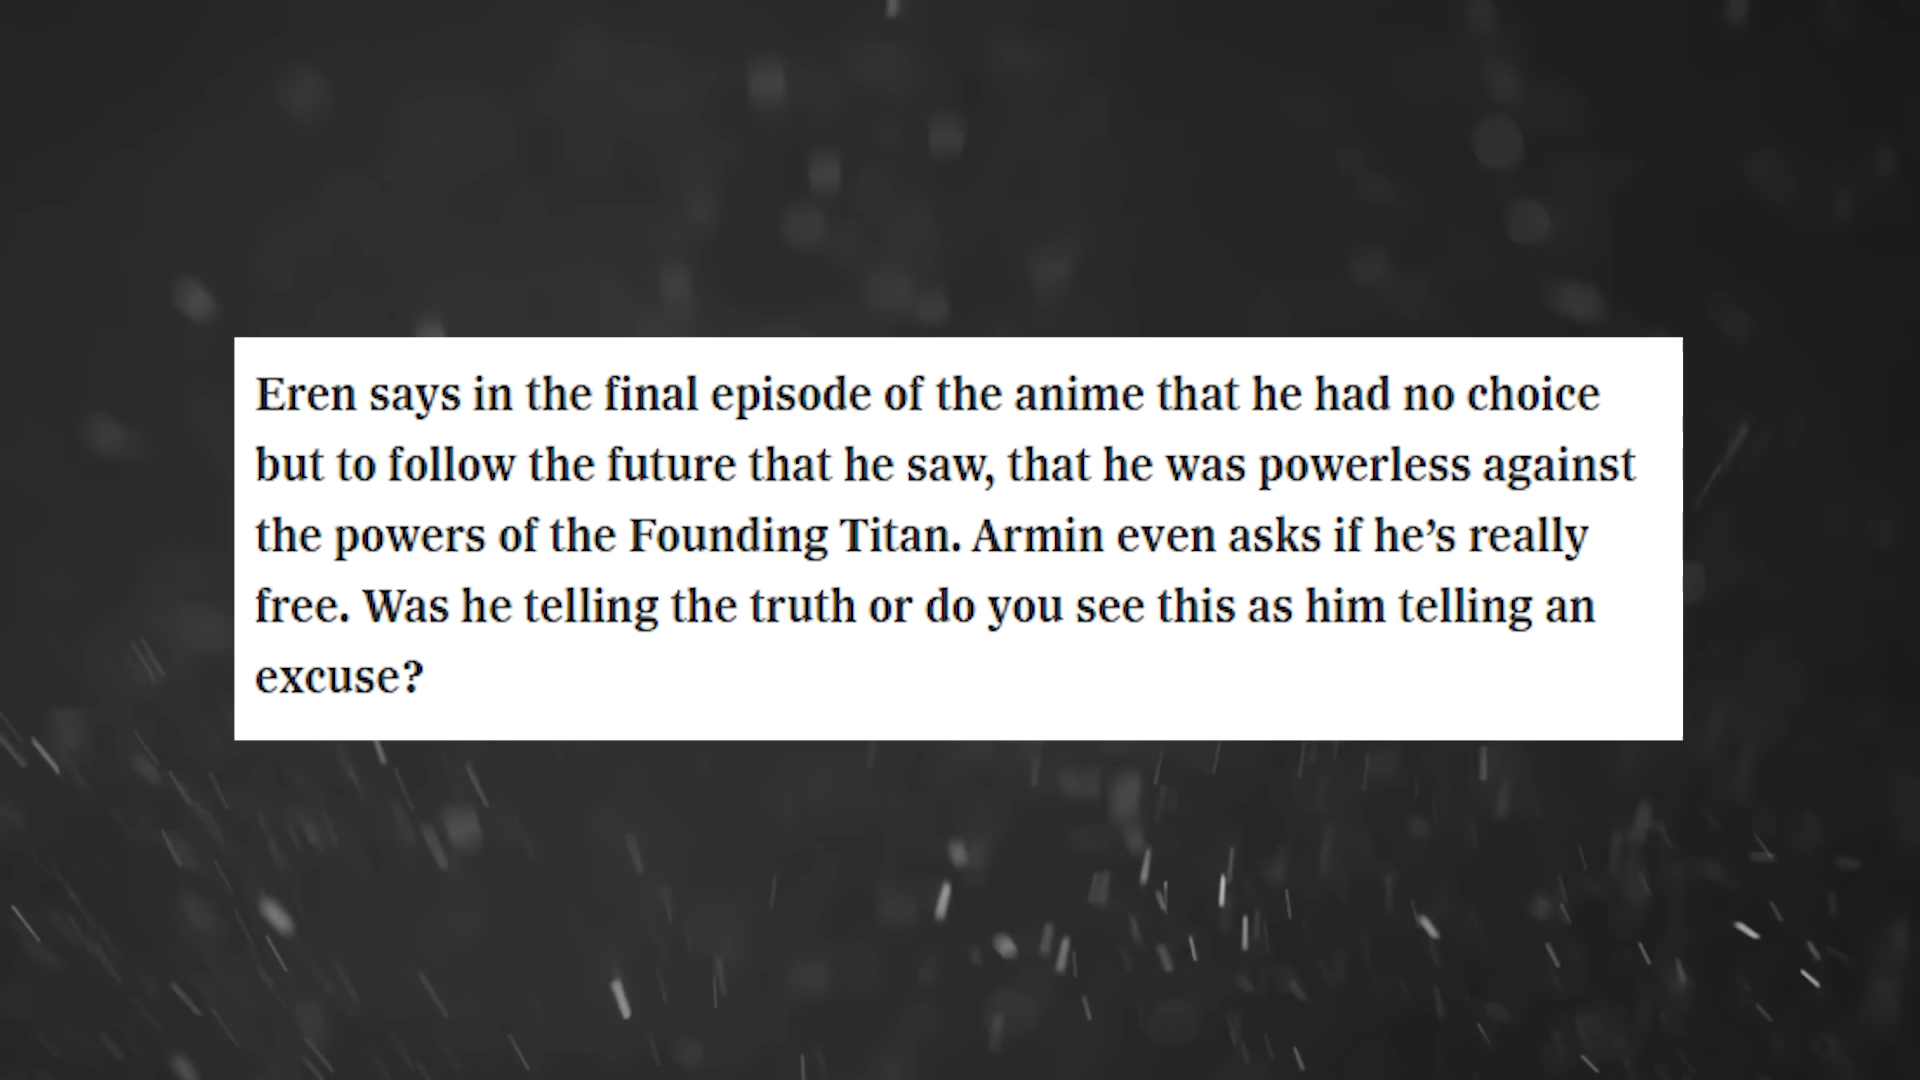 Eren says in the final episode of the anime that he had no choice
but to follow the future that he saw, that he was powerless against
the powers of the Founding Titan. Armin even asks if he’s really
free. Was he telling the truth or do you see this as him telling an
excuse?